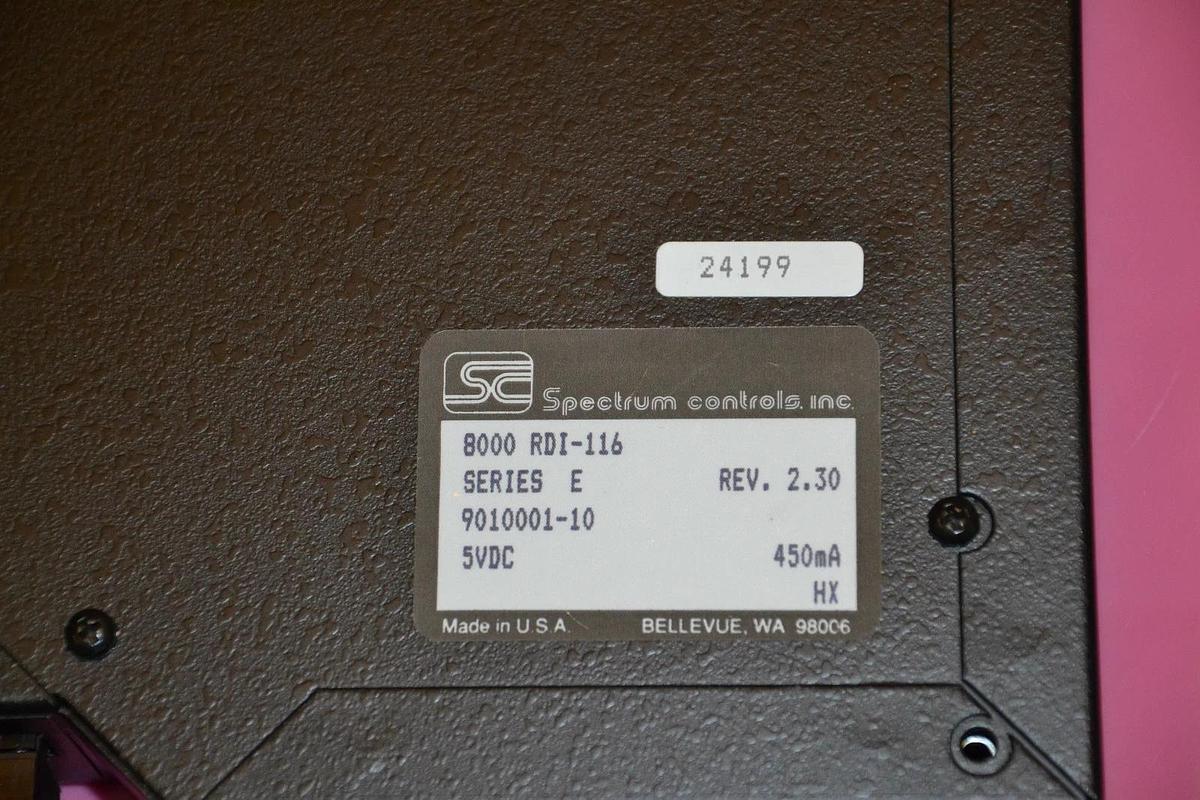 24199
SC Spectrum controls, inc.
8000 RDI-116
SERIES E REV. 2.30
9010001-10
5VDC 450mA
HX
Made in U.S.A. BELLEVUE, WA 98006